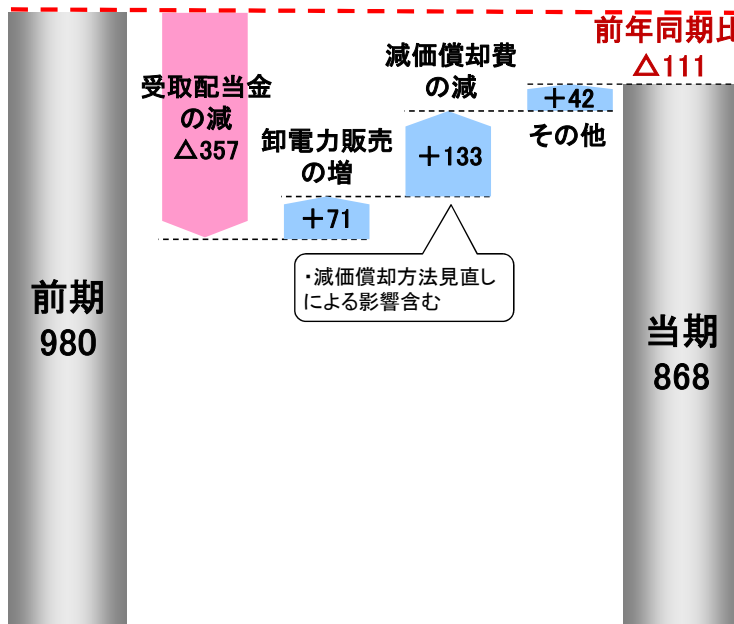 前期
980
受取配当金
の減
△357
卸電力販売
の増
+71
減価償却費
の減
+133
・減価償却方法見直し
による影響含む
+42
その他
前年同期比
△111
当期
868